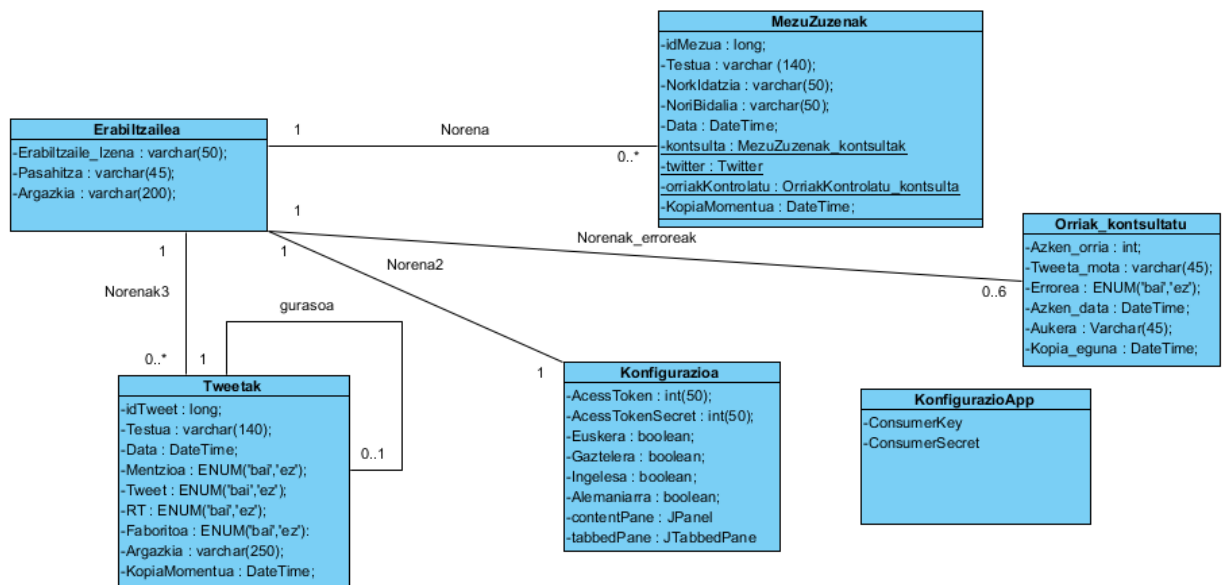 MezuZuzenak
-idMezua : long;
-Testua : varchar (140);
-NorkIdatzia : varchar(50);
-NoriBidalia : varchar(50);
-Data : DateTime;
-kontsulta : MezuZuzenak_kontsultak
-twitter : Twitter
-orriakKontrolatu : OrriakKontrolatu_kontsulta
-KopiaMomentua : DateTime;
Erabiltzailea
-Erabiltzaile_Izena : varchar(50);
-Pasahitza : varchar(45);
-Argazkia : varchar(200);
1
Norena
0..*
1
Norenak_erroreak
0..6
Orriak_kontsultatu
-Azken_orria : int;
-Tweeta_mota : varchar(45);
-Errorea : ENUM('bai','ez');
-Azken_data : DateTime;
-Aukera : Varchar(45);
-Kopia_eguna : DateTime;
1
Norena2
1
1
Norenak3
0..*
gurasoa
1
0..1
Tweetak
-idTweet : long;
-Testua : varchar(140);
-Data : DateTime;
-Mentzioa : ENUM('bai','ez');
-Tweet : ENUM('bai','ez');
-RT : ENUM('bai','ez');
-Faboritoa : ENUM('bai','ez'):
-Argazkia : varchar(250);
-KopiaMomentua : DateTime;
Konfigurazioa
-AcessToken : int(50);
-AcessTokenSecret : int(50);
-Euskera : boolean;
-Gaztelera : boolean;
-Ingelesa : boolean;
-Alemaniarra : boolean;
-contentPane : JPanel
-tabbedPane : JTabbedPane
KonfigurazioApp
-ConsumerKey
-ConsumerSecret